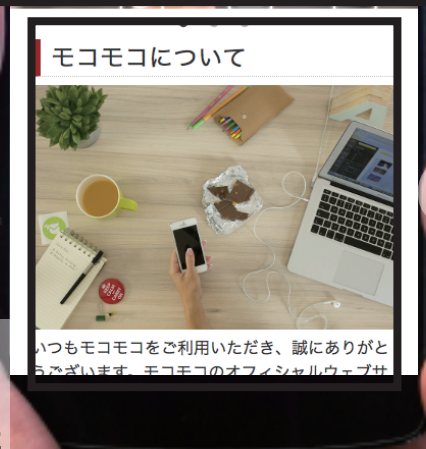 モコモコについて
いつもモコモコをご利用いただき、誠にありがと
うございます。モコモコのオフィシャルウェブサ